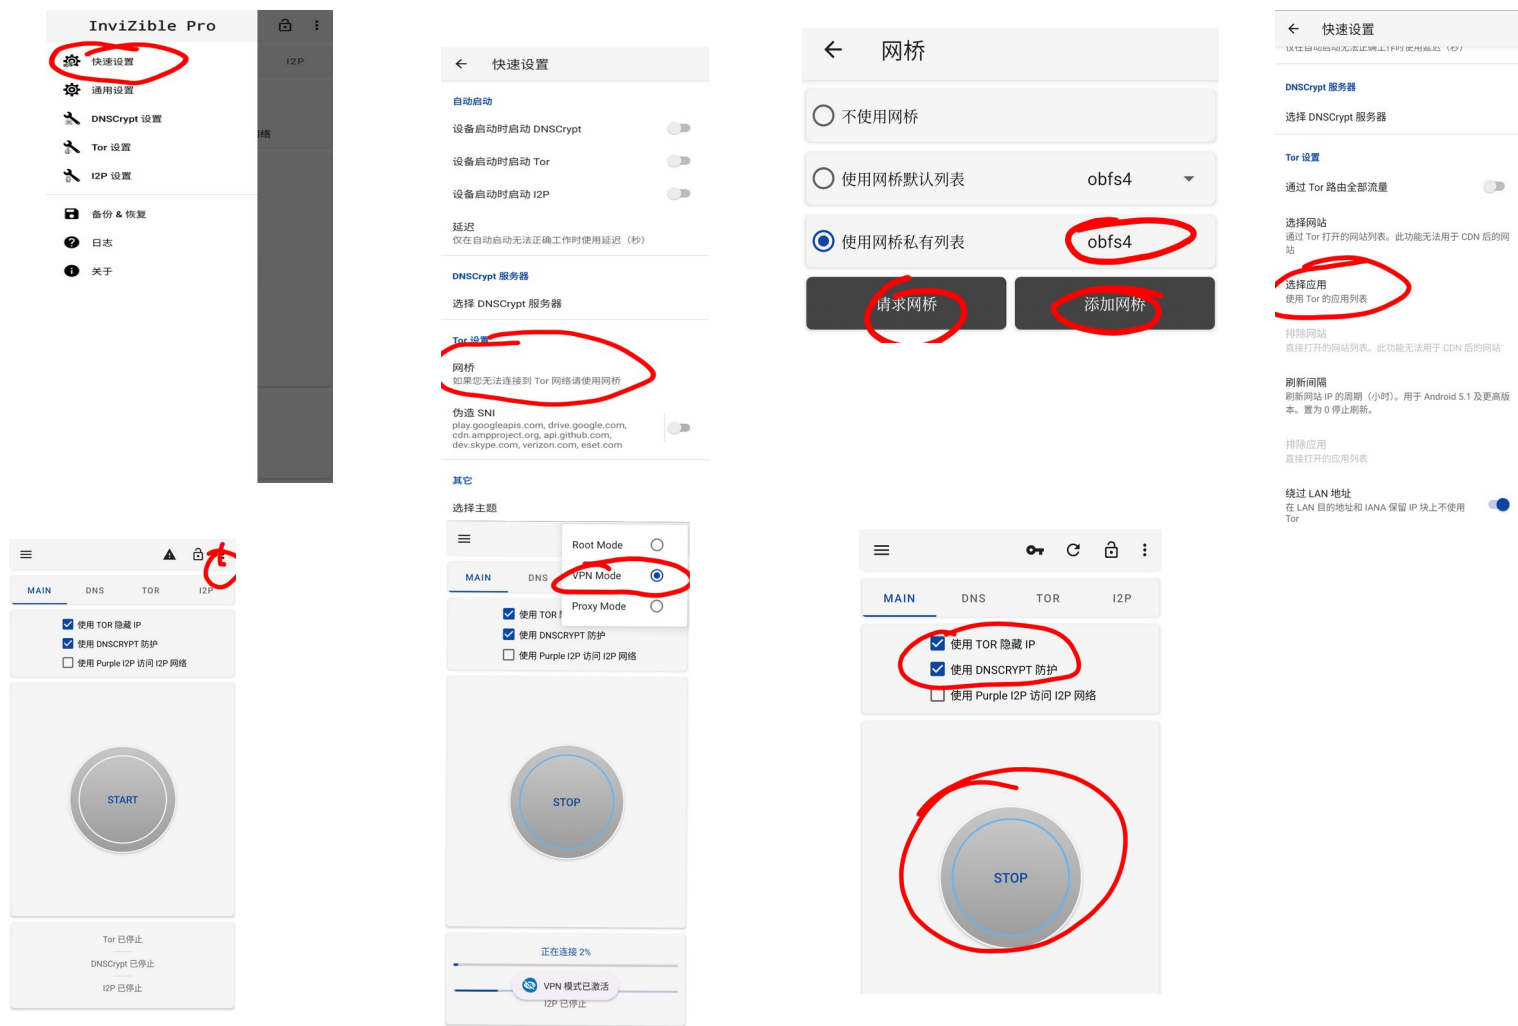 InviZible Pro
I2P
快速设置
通用设置
DNSCrypt 设置
络
Tor 设置
I2P 设置
备份 & 恢复
日志
关于
快速设置
自动启动
设备启动时启动 DNSCrypt
设备启动时启动 Tor
设备启动时启动 I2P
延迟
仅在自动启动无法正确工作时使用延迟（秒）
DNSCrypt 服务器
选择 DNSCrypt 服务器
Tor 设置
网桥
如果您无法连接到 Tor 网络请使用网桥
伪造 SNI
play.googleapis.com, drive.google.com,
cdn.ampproject.org, api.github.com,
dev.skype.com, verizon.com, eset.com
其它
选择主题
网桥
不使用网桥
使用网桥默认列表 obfs4
使用网桥私有列表 obfs4
请求网桥 添加网桥
快速设置
仅在自动启动无法正确工作时使用延迟（秒）
DNSCrypt 服务器
选择 DNSCrypt 服务器
Tor 设置
通过 Tor 路由全部流量
选择网站
通过 Tor 打开的网站列表。此功能无法用于 CDN 后的网
站
选择应用
使用 Tor 的应用列表
排除网站
直接打开的网站列表。此功能无法用于 CDN 后的网站
刷新间隔
刷新网站 IP 的周期（小时）。用于 Android 5.1 及更高版
本。置为 0 停止刷新。
排除应用
直接打开的应用列表
绕过 LAN 地址
在 LAN 目的地址和 IANA 保留 IP 块上不使用
Tor
MAIN DNS TOR I2P
使用 TOR 隐藏 IP
使用 DNSCRYPT 防护
使用 Purple I2P 访问 I2P 网络
START
Tor 已停止
DNSCrypt 已停止
I2P 已停止
Root Mode
VPN Mode
Proxy Mode
MAIN DNS
使用 TOR
使用 DNSCRYPT 防护
使用 Purple I2P 访问 I2P 网络
STOP
正在连接 2%
VPN 模式已激活
I2P 已停止
MAIN DNS TOR I2P
使用 TOR 隐藏 IP
使用 DNSCRYPT 防护
使用 Purple I2P 访问 I2P 网络
STOP